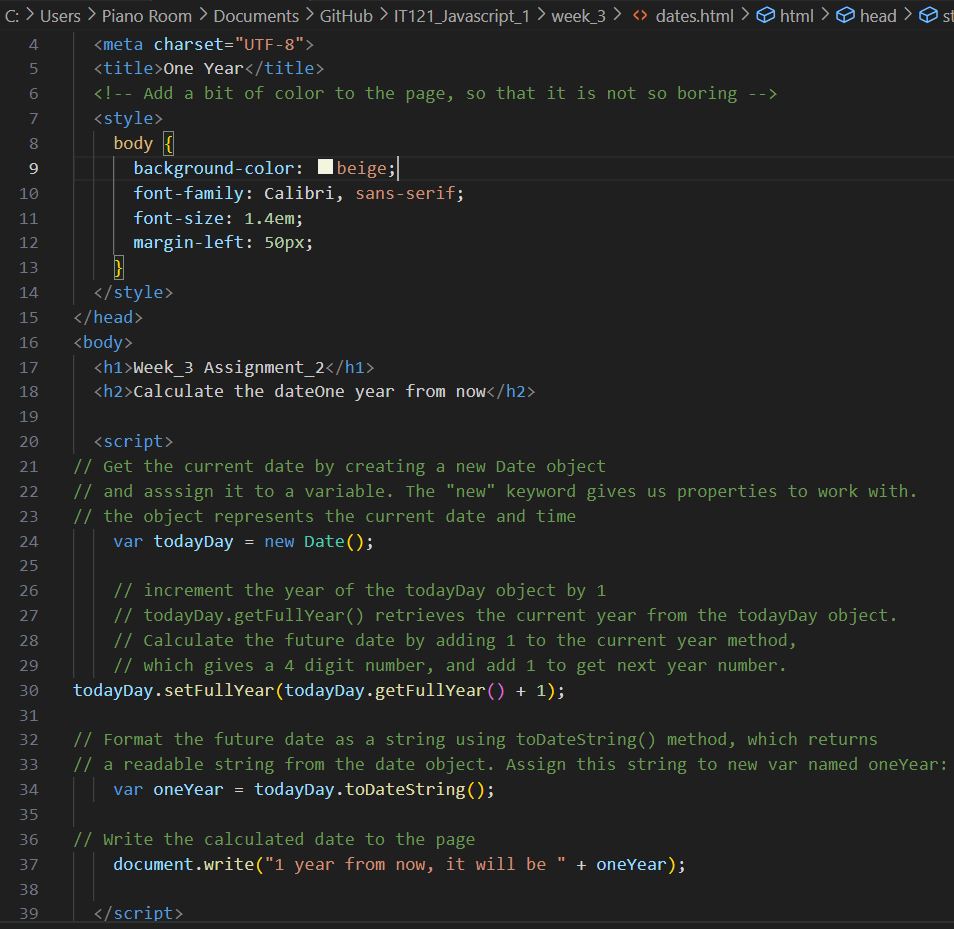 C: > Users > Piano Room > Documents > GitHub > IT121_Javascript_1 > week_3 > <> dates.html > html > head > st
4 <meta charset="UTF-8">
5 <title>One Year</title>
6 <!-- Add a bit of color to the page, so that it is not so boring -->
7 <style>
8 body {
9 background-color: beige;
10 font-family: Calibri, sans-serif;
11 font-size: 1.4em;
12 margin-left: 50px;
13 }
14 </style>
15 </head>
16 <body>
17 <h1>Week_3 Assignment_2</h1>
18 <h2>Calculate the dateOne year from now</h2>
19
20 <script>
21 // Get the current date by creating a new Date object
22 // and asssign it to a variable. The "new" keyword gives us properties to work with.
23 // the object represents the current date and time
24 var todayDay = new Date();
25
26 // increment the year of the todayDay object by 1
27 // todayDay.getFullYear() retrieves the current year from the todayDay object.
28 // Calculate the future date by adding 1 to the current year method,
29 // which gives a 4 digit number, and add 1 to get next year number.
30 todayDay.setFullYear(todayDay.getFullYear() + 1);
31
32 // Format the future date as a string using toDateString() method, which returns
33 // a readable string from the date object. Assign this string to new var named oneYear:
34 var oneYear = todayDay.toDateString();
35
36 // Write the calculated date to the page
37 document.write("1 year from now, it will be " + oneYear);
38
39 </script>